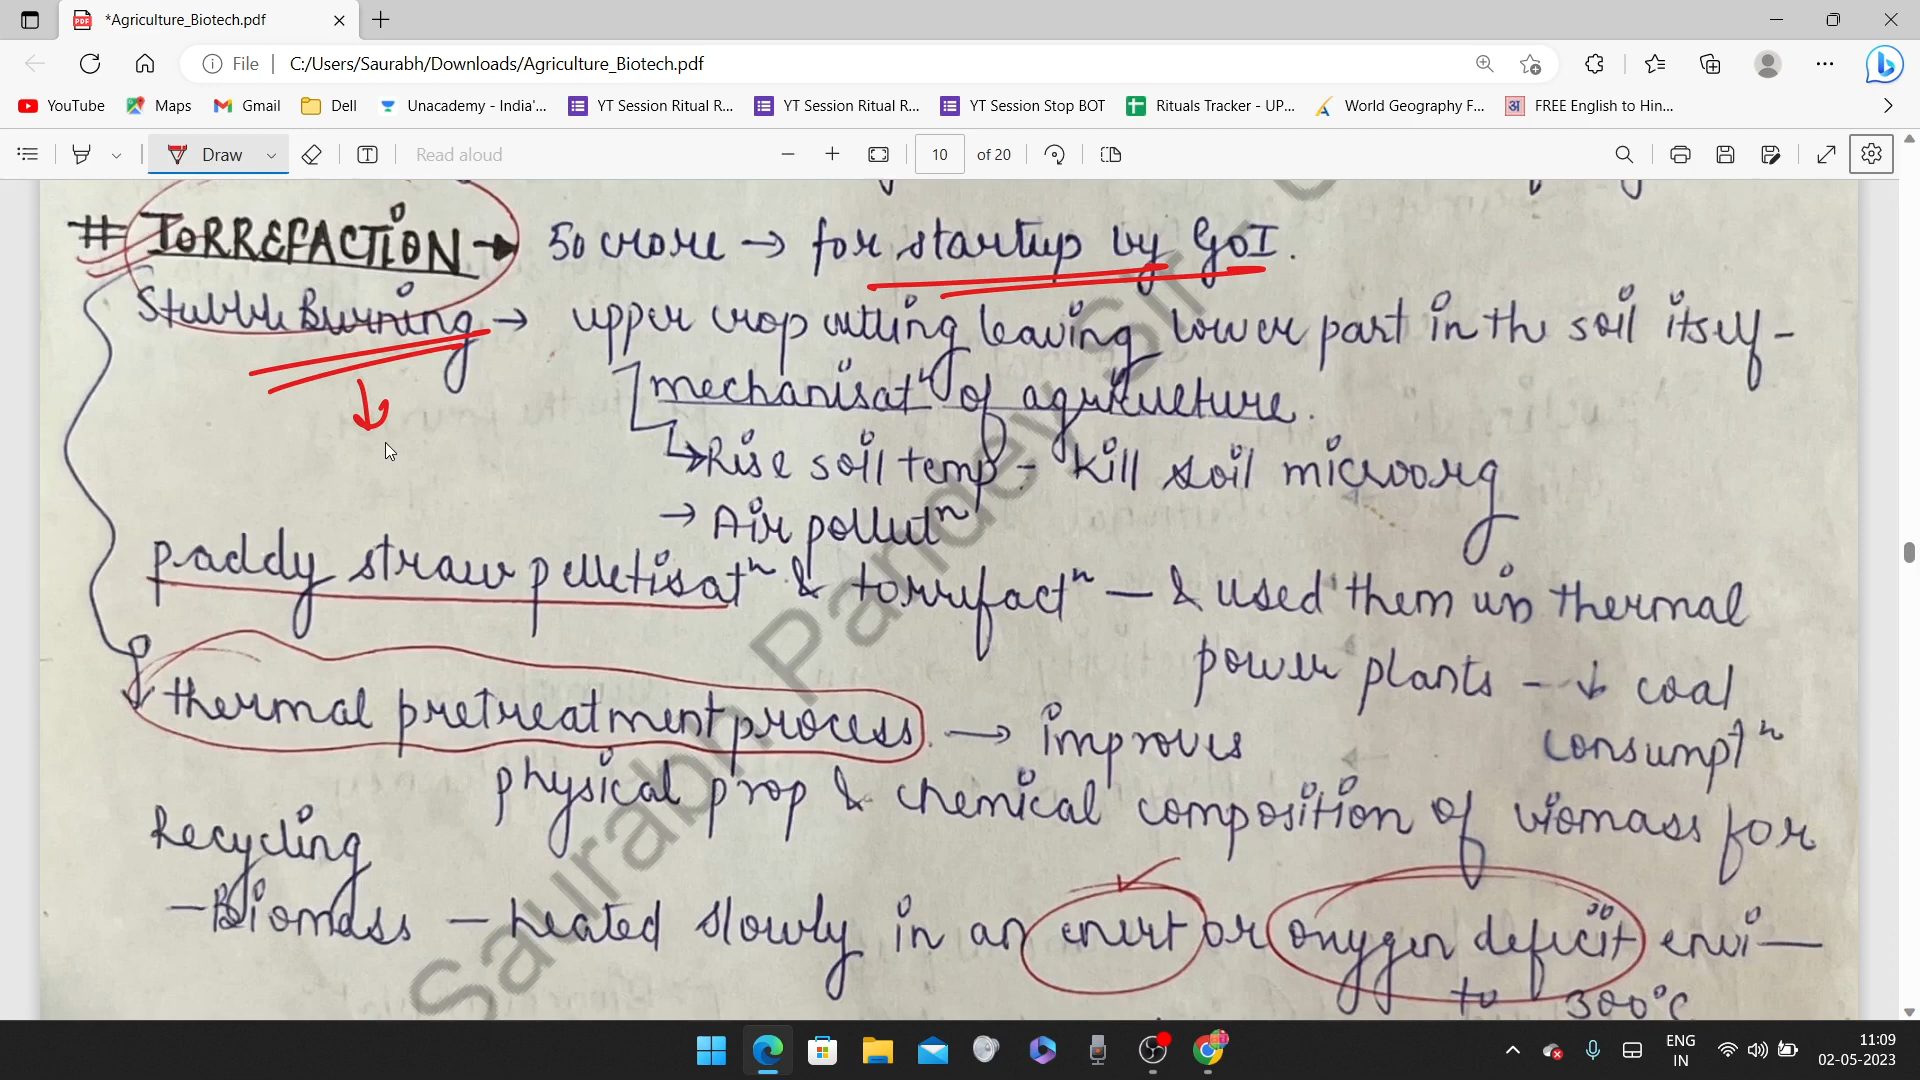 *Agriculture_Biotech.pdf
File C:/Users/Saurabh/Downloads/Agriculture_Biotech.pdf
YouTube Maps Gmail Dell Unacademy - India'... YT Session Ritual R... YT Session Ritual R... YT Session Stop BOT Rituals Tracker - UP... World Geography F... FREE English to Hin...
Draw Read aloud 10 of 20
# TORREFACTION → 50 crore → for startup by GoI.
Stubble Burning → upper crop cutting leaving lower part in the soil itself -
mechanisatⁿ of agriculture.
↳ Rise soil temp - kill soil microorg
→ Air pollutⁿ
paddy straw pelletisatⁿ & torrefactⁿ — & used them in thermal
power plants - ↓ coal
consumptⁿ
thermal pretreatment process. → improves
physical prop & chemical composition of biomass for
Recycling
- Biomass - heated slowly in an inert or oxygen deficit envi -
to 300°C
Saurabh Pandey Sir
ENG
IN
11:09
02-05-2023